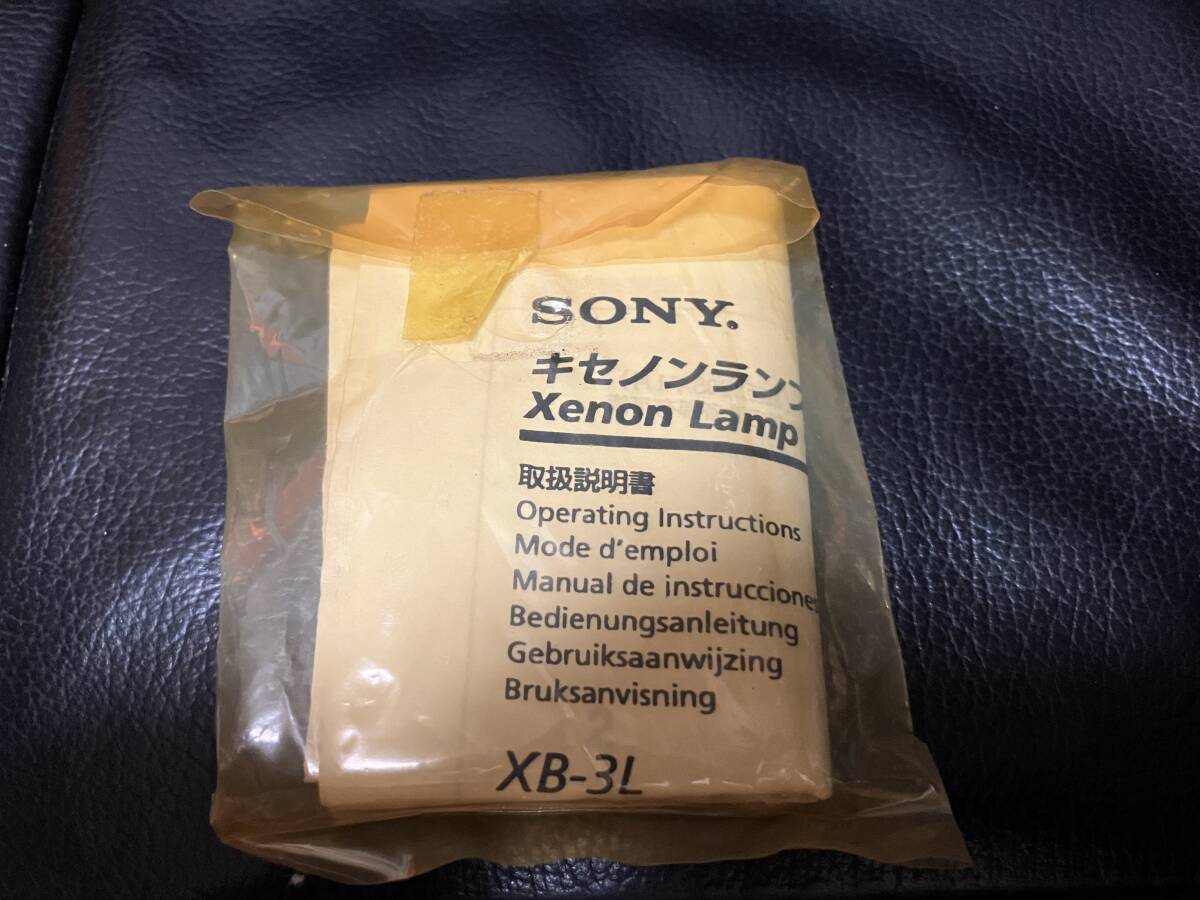 SONY.
キセノンランプ
Xenon Lamp
取扱説明書
Operating Instructions
Mode d'emploi
Manual de instrucciones
Bedienungsanleitung
Gebruiksaanwijzing
Bruksanvisning
XB-3L